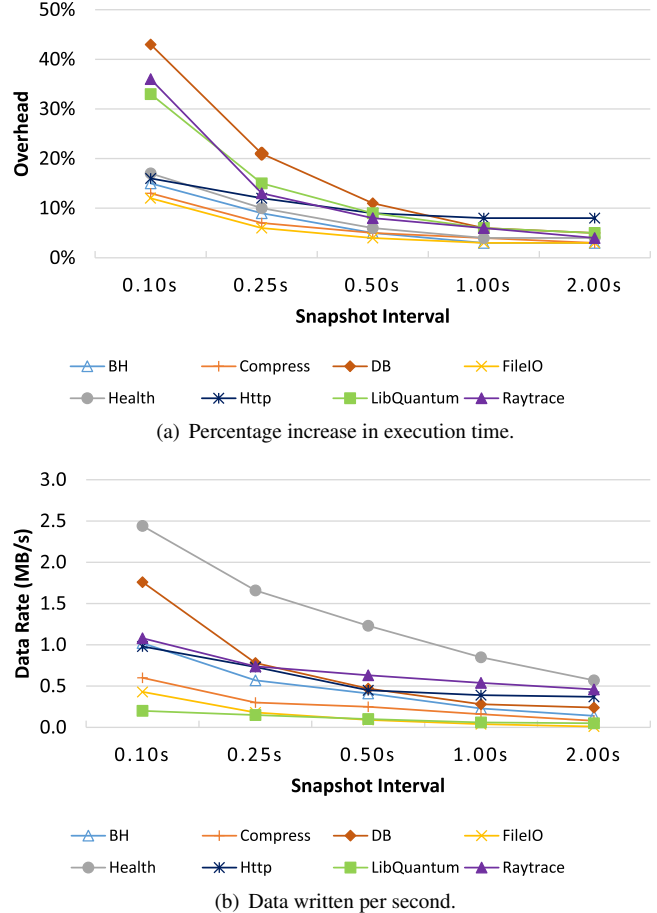 50%
40%
30%
20%
10%
0%
Overhead
0.10s 0.25s 0.50s 1.00s 2.00s
Snapshot Interval
BH Compress DB FileIO
Health Http LibQuantum Raytrace
(a) Percentage increase in execution time.
3.0
2.5
2.0
1.5
1.0
0.5
0.0
Data Rate (MB/s)
0.10s 0.25s 0.50s 1.00s 2.00s
Snapshot Interval
BH Compress DB FileIO
Health Http LibQuantum Raytrace
(b) Data written per second.